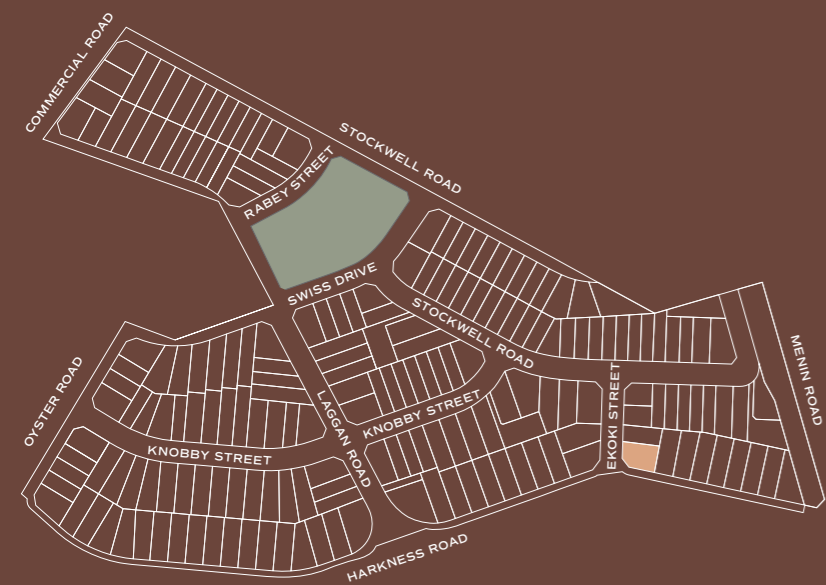 COMMERCIAL ROAD
STOCKWELL ROAD
RABEY STREET
SWISS DRIVE
STOCKWELL ROAD
MENIN ROAD
OYSTER ROAD
LAGGAN ROAD
KNOBBY STREET
EKOKI STREET
KNOBBY STREET
HARKNESS ROAD